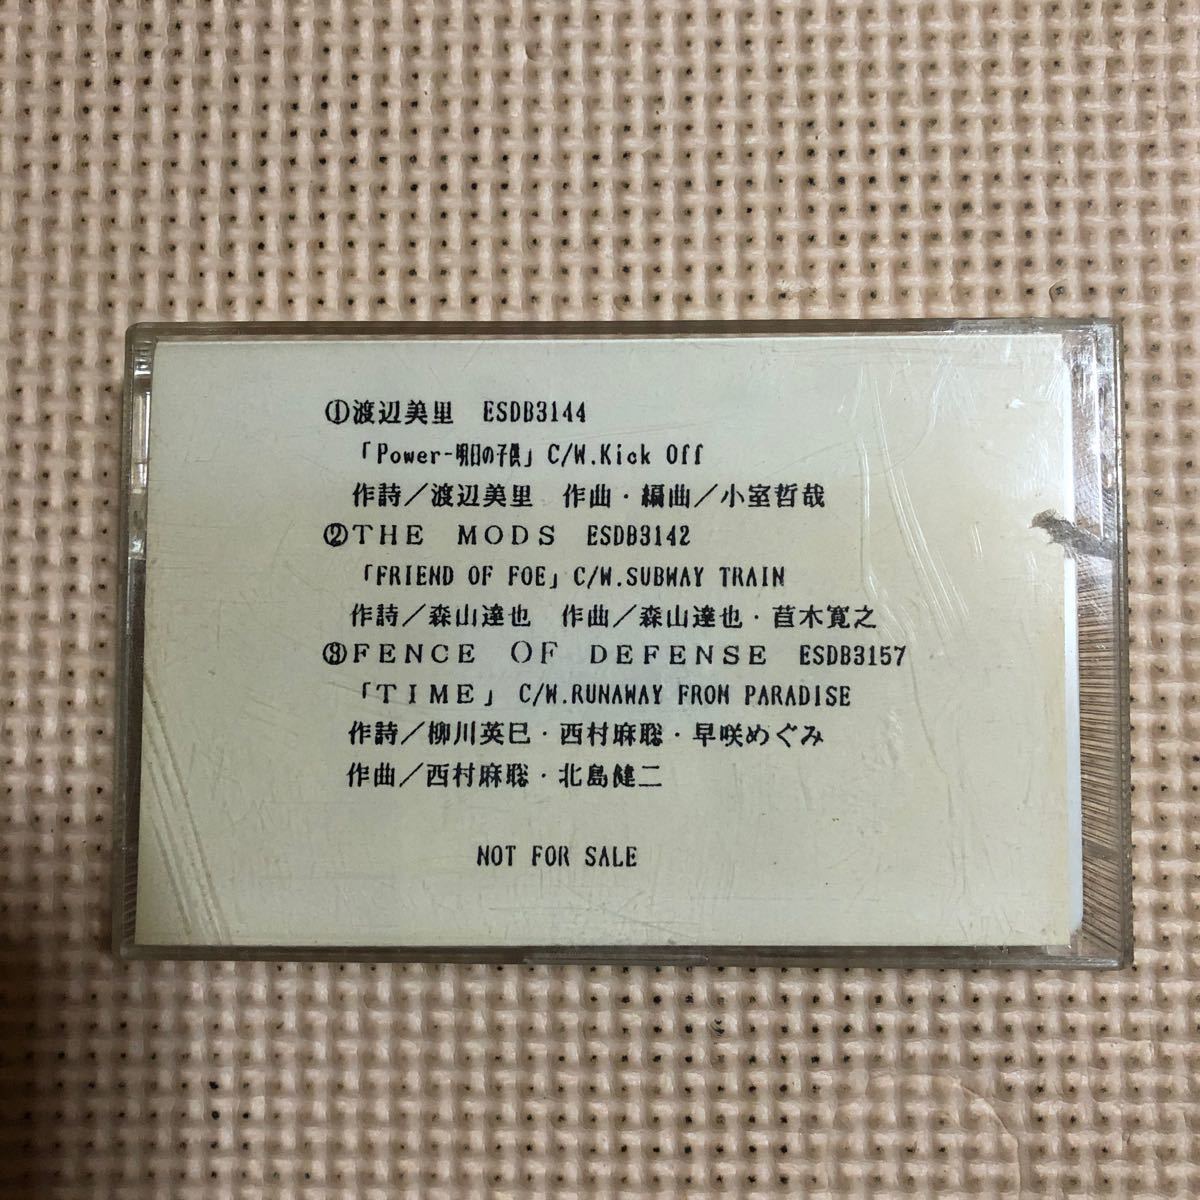 ①渡辺美里 ESDB3144
「Power-明日の子供」C/W.Kick Off
作詩／渡辺美里 作曲・編曲／小室哲哉
②THE MODS ESDB3142
「FRIEND OF FOE」C/W.SUBWAY TRAIN
作詩／森山達也 作曲／森山達也・苣木寛之
③FENCE OF DEFENSE ESDB3157
「TIME」 C/W.RUNAWAY FROM PARADISE
作詩／柳川英巳・西村麻聡・早咲めぐみ
作曲／西村麻聡・北島健二
NOT FOR SALE